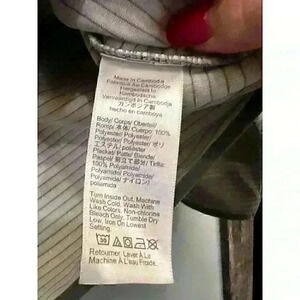 Made In Cambodia
Fabriqué Au Cambodge
Hergestellt In
Kambodscha
Vervaardigd In Cambodja
カンボジア製
hecho en camboya
Body/ Corps/ Oberteil/
Romp/ 本体/ Cuerpo: 100%
Polyester/ Polyester/
Polyester/ Polyester/ ポリ
エステル/ poliéster
Placket/ Patte/ Blende/
Paspel/ 前立て部分/ Tirilla:
100% Polyamide/
Polyamide/ Polyamide/
Polyamide/ ナイロン/
poliamida
Turn Inside Out, Machine
Wash Cold, Wash With
Like Colors. Non-chlorine
Bleach Only, Tumble Dry
Low, Iron On Lowest
Setting.
30
Retourner, Laver À La
Machine À L'eau Froide,